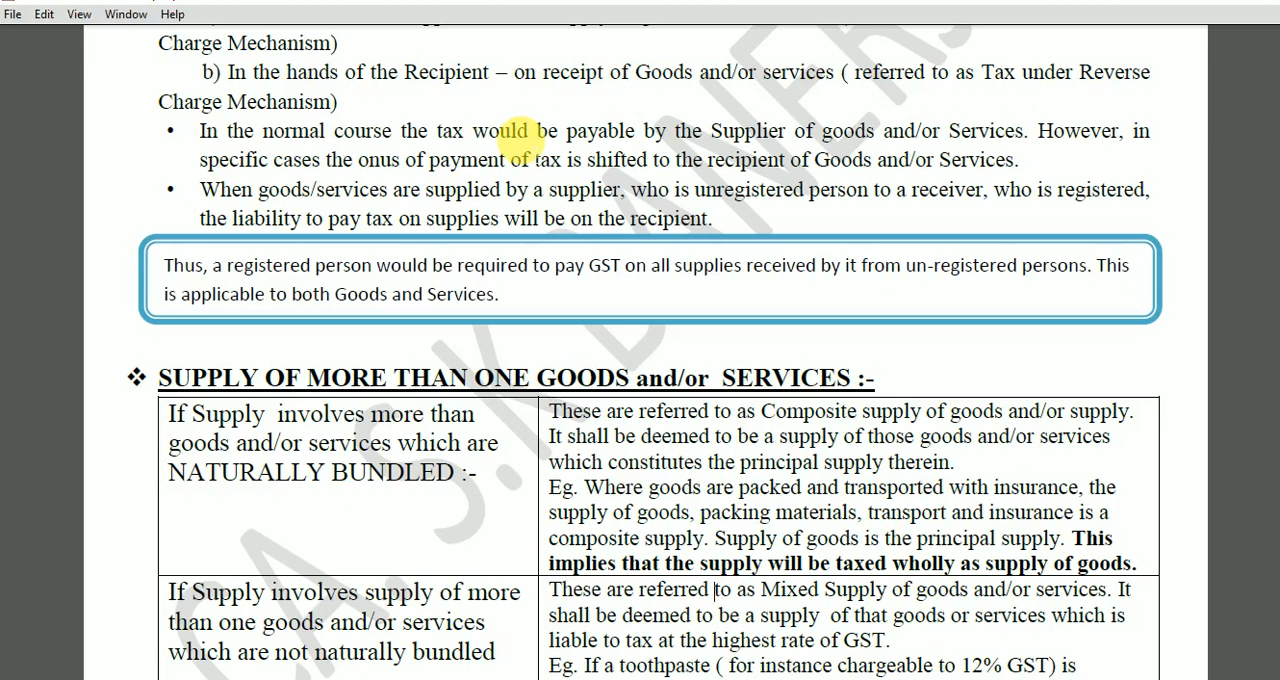 File Edit View Window Help
Charge Mechanism)
b) In the hands of the Recipient – on receipt of Goods and/or services ( referred to as Tax under Reverse
Charge Mechanism)
• In the normal course the tax would be payable by the Supplier of goods and/or Services. However, in
specific cases the onus of payment of tax is shifted to the recipient of Goods and/or Services.
• When goods/services are supplied by a supplier, who is unregistered person to a receiver, who is registered,
the liability to pay tax on supplies will be on the recipient.
Thus, a registered person would be required to pay GST on all supplies received by it from un-registered persons. This
is applicable to both Goods and Services.
❖ SUPPLY OF MORE THAN ONE GOODS and/or SERVICES :-
If Supply involves more than
goods and/or services which are
NATURALLY BUNDLED :-
These are referred to as Composite supply of goods and/or supply.
It shall be deemed to be a supply of those goods and/or services
which constitutes the principal supply therein.
Eg. Where goods are packed and transported with insurance, the
supply of goods, packing materials, transport and insurance is a
composite supply. Supply of goods is the principal supply. This
implies that the supply will be taxed wholly as supply of goods.
If Supply involves supply of more
than one goods and/or services
which are not naturally bundled
These are referred to as Mixed Supply of goods and/or services. It
shall be deemed to be a supply of that goods or services which is
liable to tax at the highest rate of GST.
Eg. If a toothpaste ( for instance chargeable to 12% GST) is
CA. S.K BANER